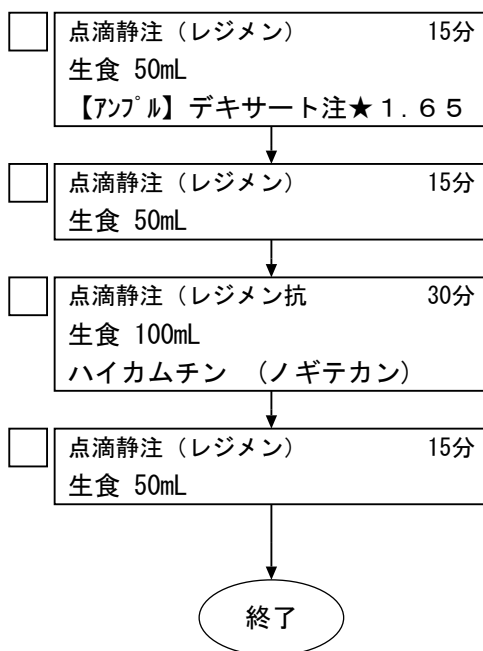 点滴静注（レジメン） 15分
生食 50mL
【ｱﾝﾌﾟﾙ】デキサート注★１．６５
点滴静注（レジメン） 15分
生食 50mL
点滴静注（レジメン抗 30分
生食 100mL
ハイカムチン （ノギテカン）
点滴静注（レジメン） 15分
生食 50mL
終了